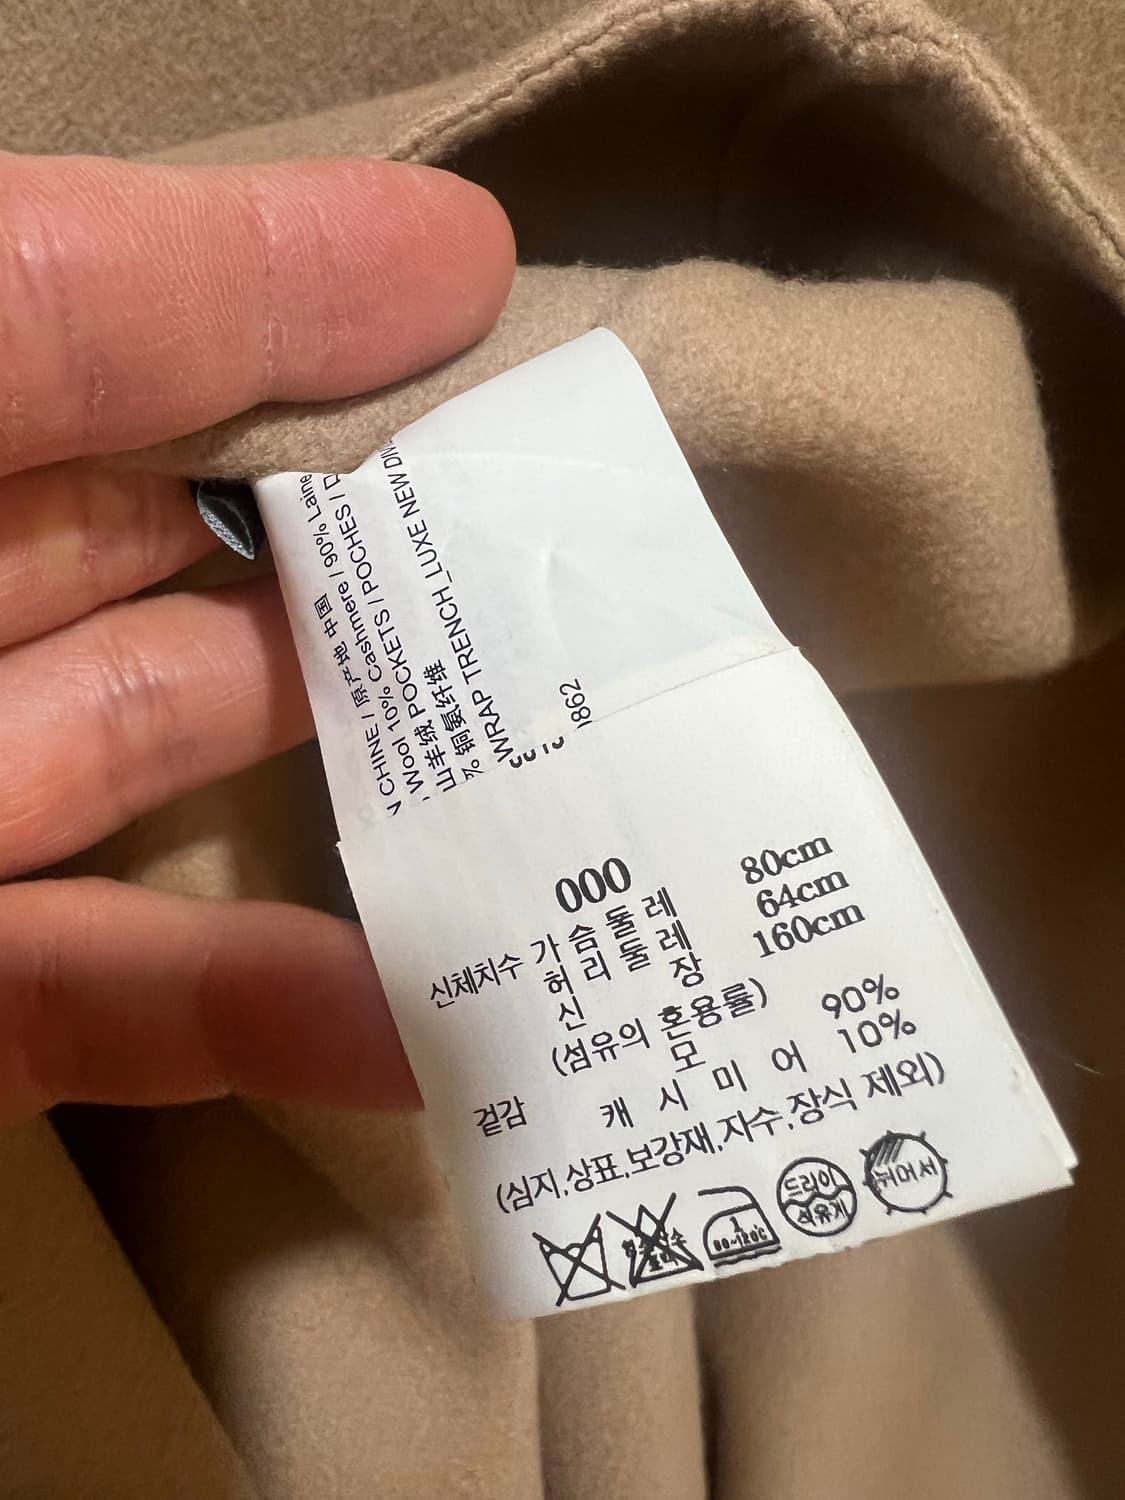 CHINE / 原产地 中国 / 90% Laine
Wool 10% Cashmere / POCHES /
山羊绒 POCKETS /
% 铜氨纤维
WRAP TRENCH_LUXE NEW DIV
862
000
신체치수 가슴둘레 80cm
허리둘레 64cm
신 장 160cm
(섬유의 혼용률)
겉감 모 90%
캐시미어 10%
(심지,상표,보강재,자수,장식 제외)
드라이
석유계
뉘어서